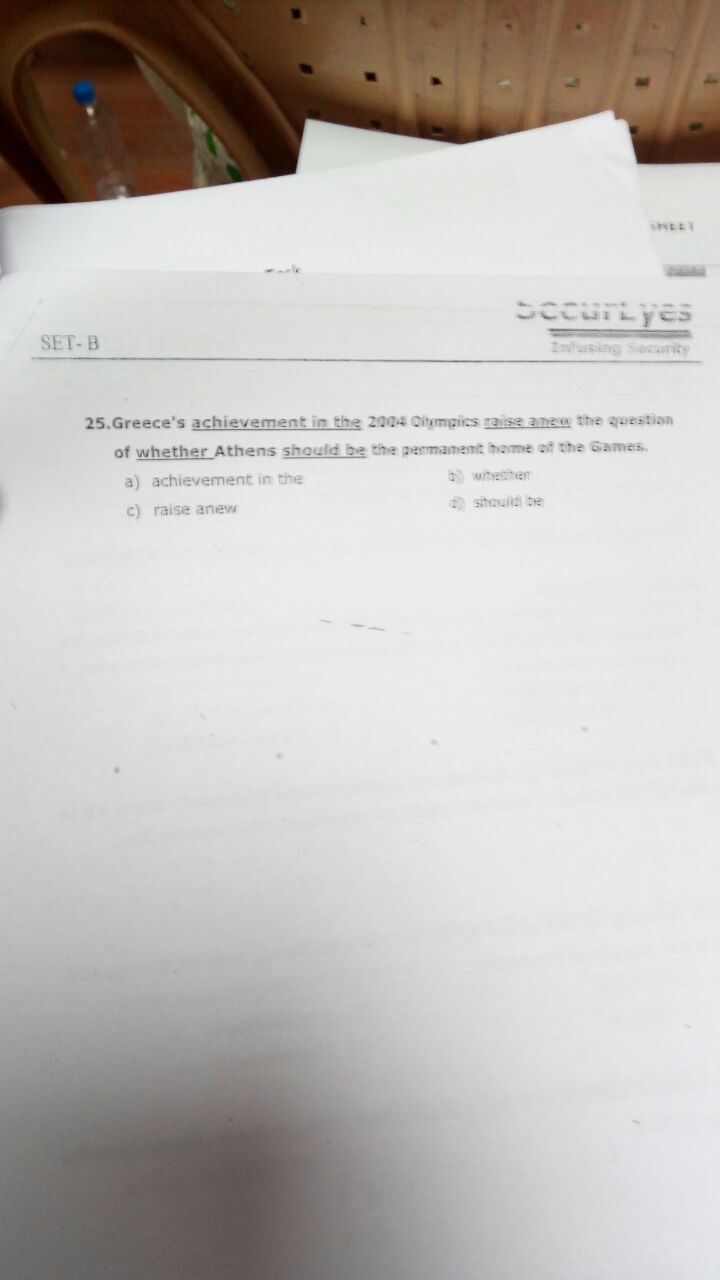 SHEET
Task
SecurEyes
Infusing Security
SET- B
25.Greece's achievement in the 2004 Olympics raise anew the question
of whether Athens should be the permanent home of the Games.
a) achievement in the b) whether
c) raise anew d) should be